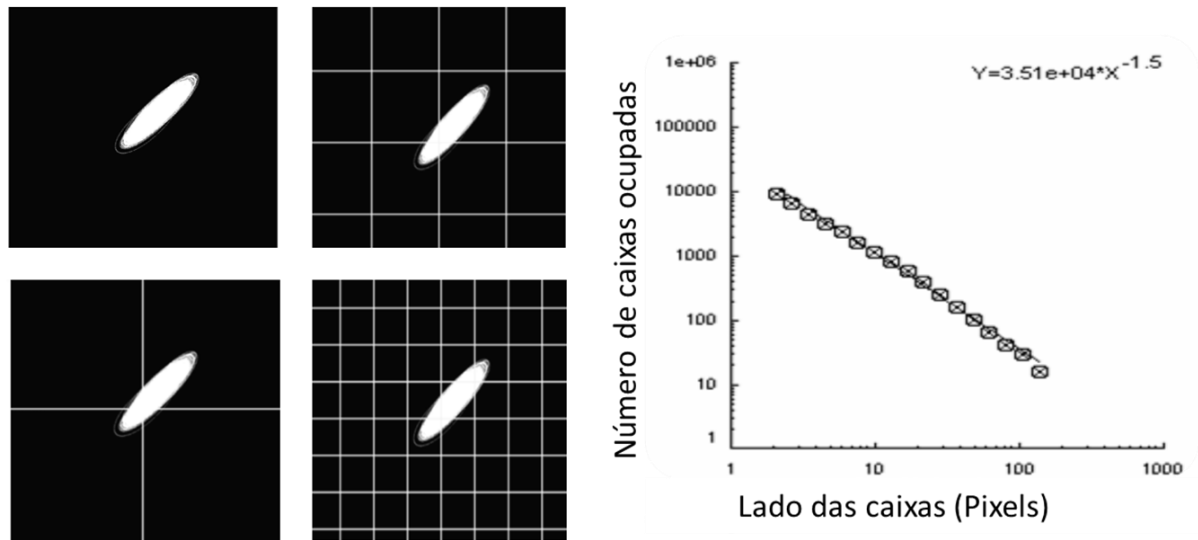 1e+06
Y=3.51e+04*X^-1.5
100000
10000
1000
100
10
1
1
10
100
1000
Número de caixas ocupadas
Lado das caixas (Pixels)